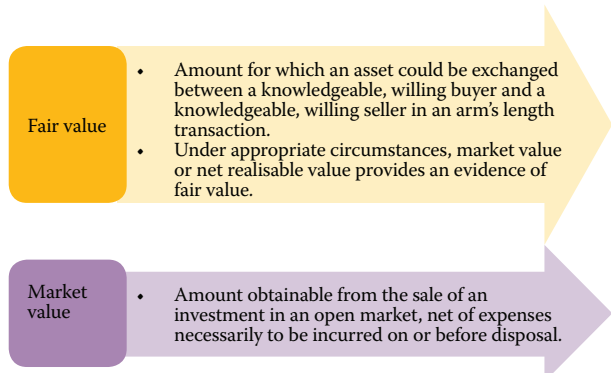 Fair value
• Amount for which an asset could be exchanged
between a knowledgeable, willing buyer and a
knowledgeable, willing seller in an arm's length
transaction.
• Under appropriate circumstances, market value
or net realisable value provides an evidence of
fair value.
Market
value
• Amount obtainable from the sale of an
investment in an open market, net of expenses
necessarily to be incurred on or before disposal.